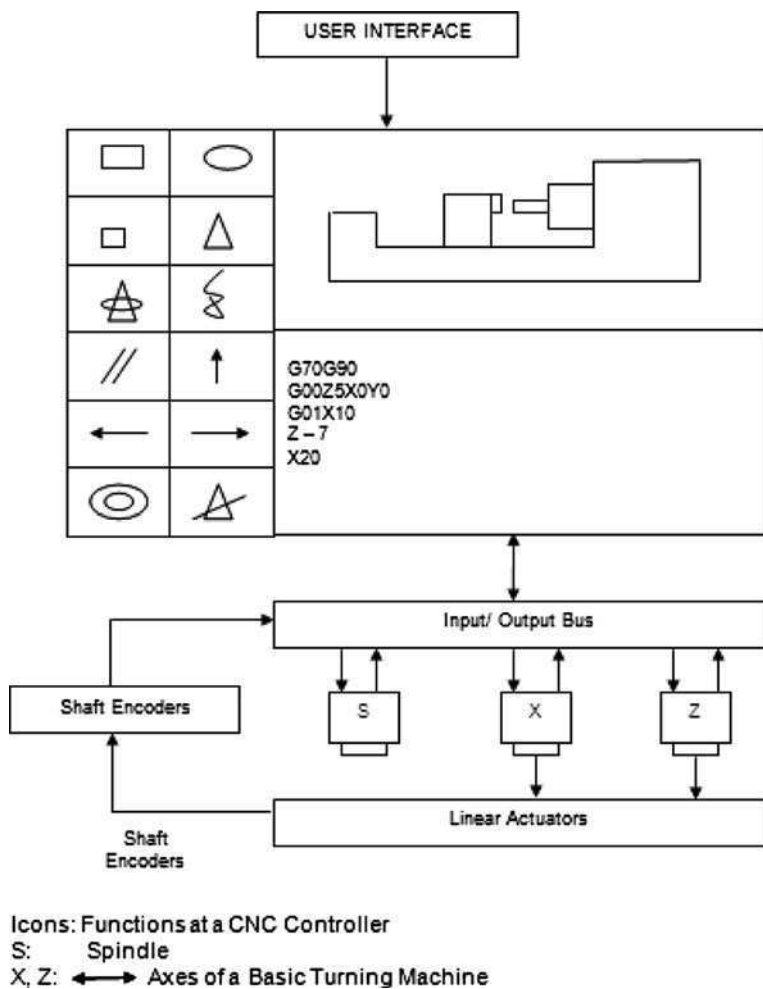 USER INTERFACE
G70G90
G00Z5X0Y0
G01X10
Z – 7
X20
Input/ Output Bus
Shaft Encoders
S
X
Z
Linear Actuators
Shaft
Encoders
Icons: Functions at a CNC Controller
S: Spindle
X, Z: Axes of a Basic Turning Machine